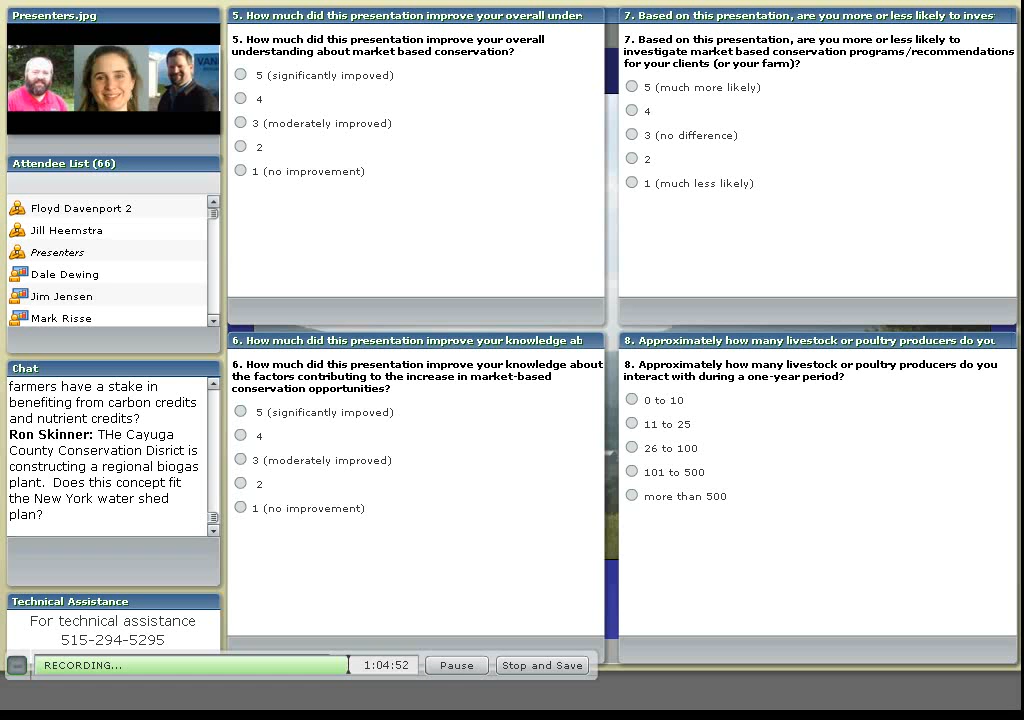 Presenters.jpg
VAN
Attendee List (66)
Floyd Davenport 2
Jill Heemstra
Presenters
Dale Dewing
Jim Jensen
Mark Risse
Chat
farmers have a stake in
benefiting from carbon credits
and nutrient credits?
Ron Skinner: THe Cayuga
County Conservation Disrict is
constructing a regional biogas
plant. Does this concept fit
the New York water shed
plan?
Technical Assistance
For technical assistance
515-294-5295
RECORDING...
1:04:52
Pause
Stop and Save
5. How much did this presentation improve your overall under
5. How much did this presentation improve your overall
understanding about market based conservation?
5 (significantly impoved)
4
3 (moderately improved)
2
1 (no improvement)
6. How much did this presentation improve your knowledge ab
6. How much did this presentation improve your knowledge about
the factors contributing to the increase in market-based
conservation opportunities?
5 (significantly impoved)
4
3 (moderately improved)
2
1 (no improvement)
7. Based on this presentation, are you more or less likely to inves
7. Based on this presentation, are you more or less likely to
investigate market based conservation programs/recommendations
for your clients (or your farm)?
5 (much more likely)
4
3 (no difference)
2
1 (much less likely)
8. Approximately how many livestock or poultry producers do you
8. Approximately how many livestock or poultry producers do you
interact with during a one-year period?
0 to 10
11 to 25
26 to 100
101 to 500
more than 500